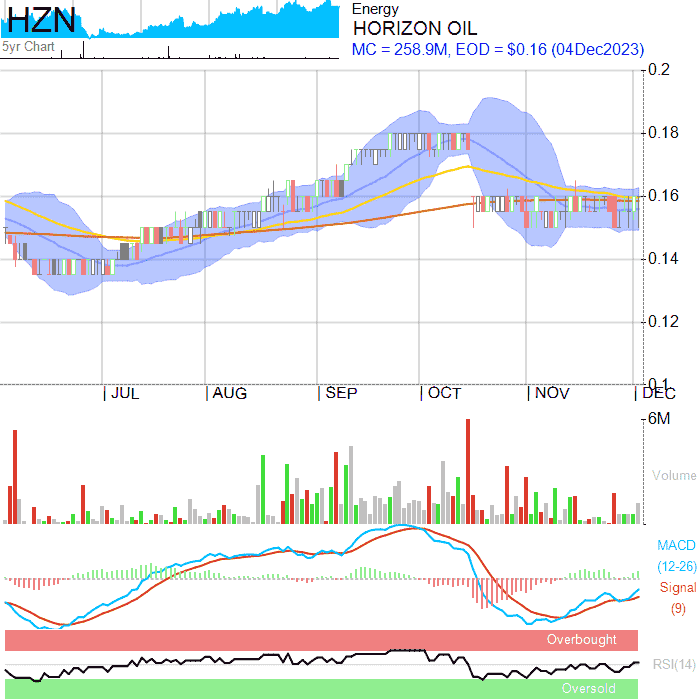 HZN
5yr Chart
Energy
HORIZON OIL
MC = 258.9M, EOD = $0.16 (04Dec2023)
0.2
0.18
0.16
0.14
0.12
0.1
JUL AUG SEP OCT NOV DEC
6M
Volume
MACD
(12-26)
Signal
(9)
Overbought
RSI(14)
Oversold